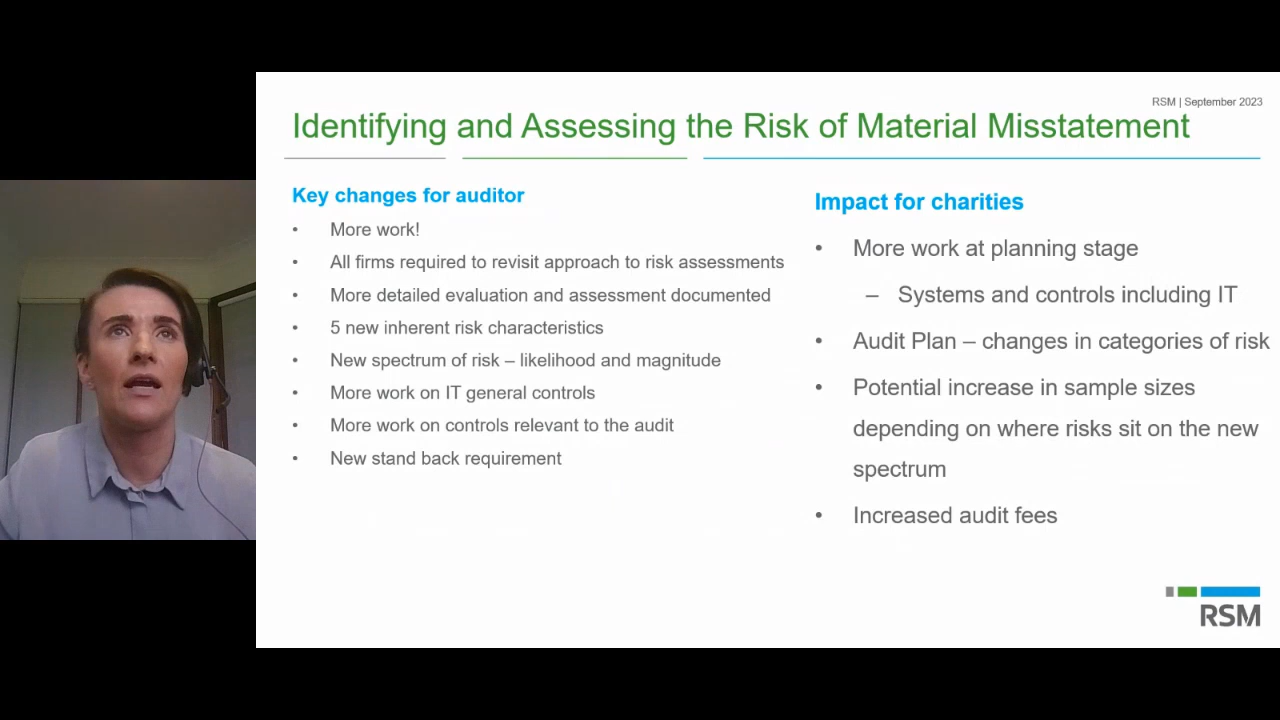 RSM | September 2023
Identifying and Assessing the Risk of Material Misstatement
Key changes for auditor
• More work!
• All firms required to revisit approach to risk assessments
• More detailed evaluation and assessment documented
• 5 new inherent risk characteristics
• New spectrum of risk – likelihood and magnitude
• More work on IT general controls
• More work on controls relevant to the audit
• New stand back requirement
Impact for charities
• More work at planning stage
– Systems and controls including IT
• Audit Plan – changes in categories of risk
• Potential increase in sample sizes
depending on where risks sit on the new
spectrum
• Increased audit fees
RSM